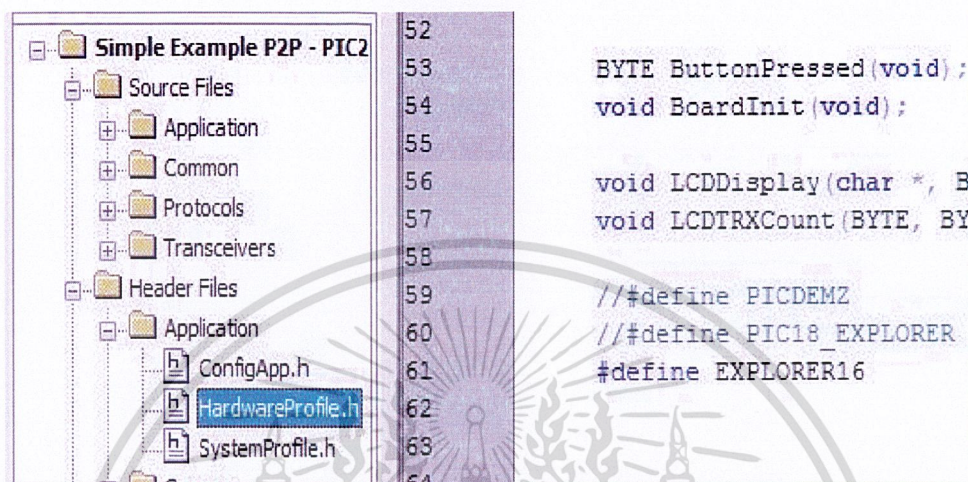 Simple Example P2P - PIC2
Source Files
Application
Common
Protocols
Transceivers
Header Files
Application
ConfigApp.h
HardwareProfile.h
SystemProfile.h
52
53 BYTE ButtonPressed(void);
54 void BoardInit(void);
55
56 void LCDDisplay(char *, B
57 void LCDTRXCount(BYTE, BY
58
59 //#define PICDEMZ
60 //#define PIC18_EXPLORER
61 #define EXPLORER16
62
63
64